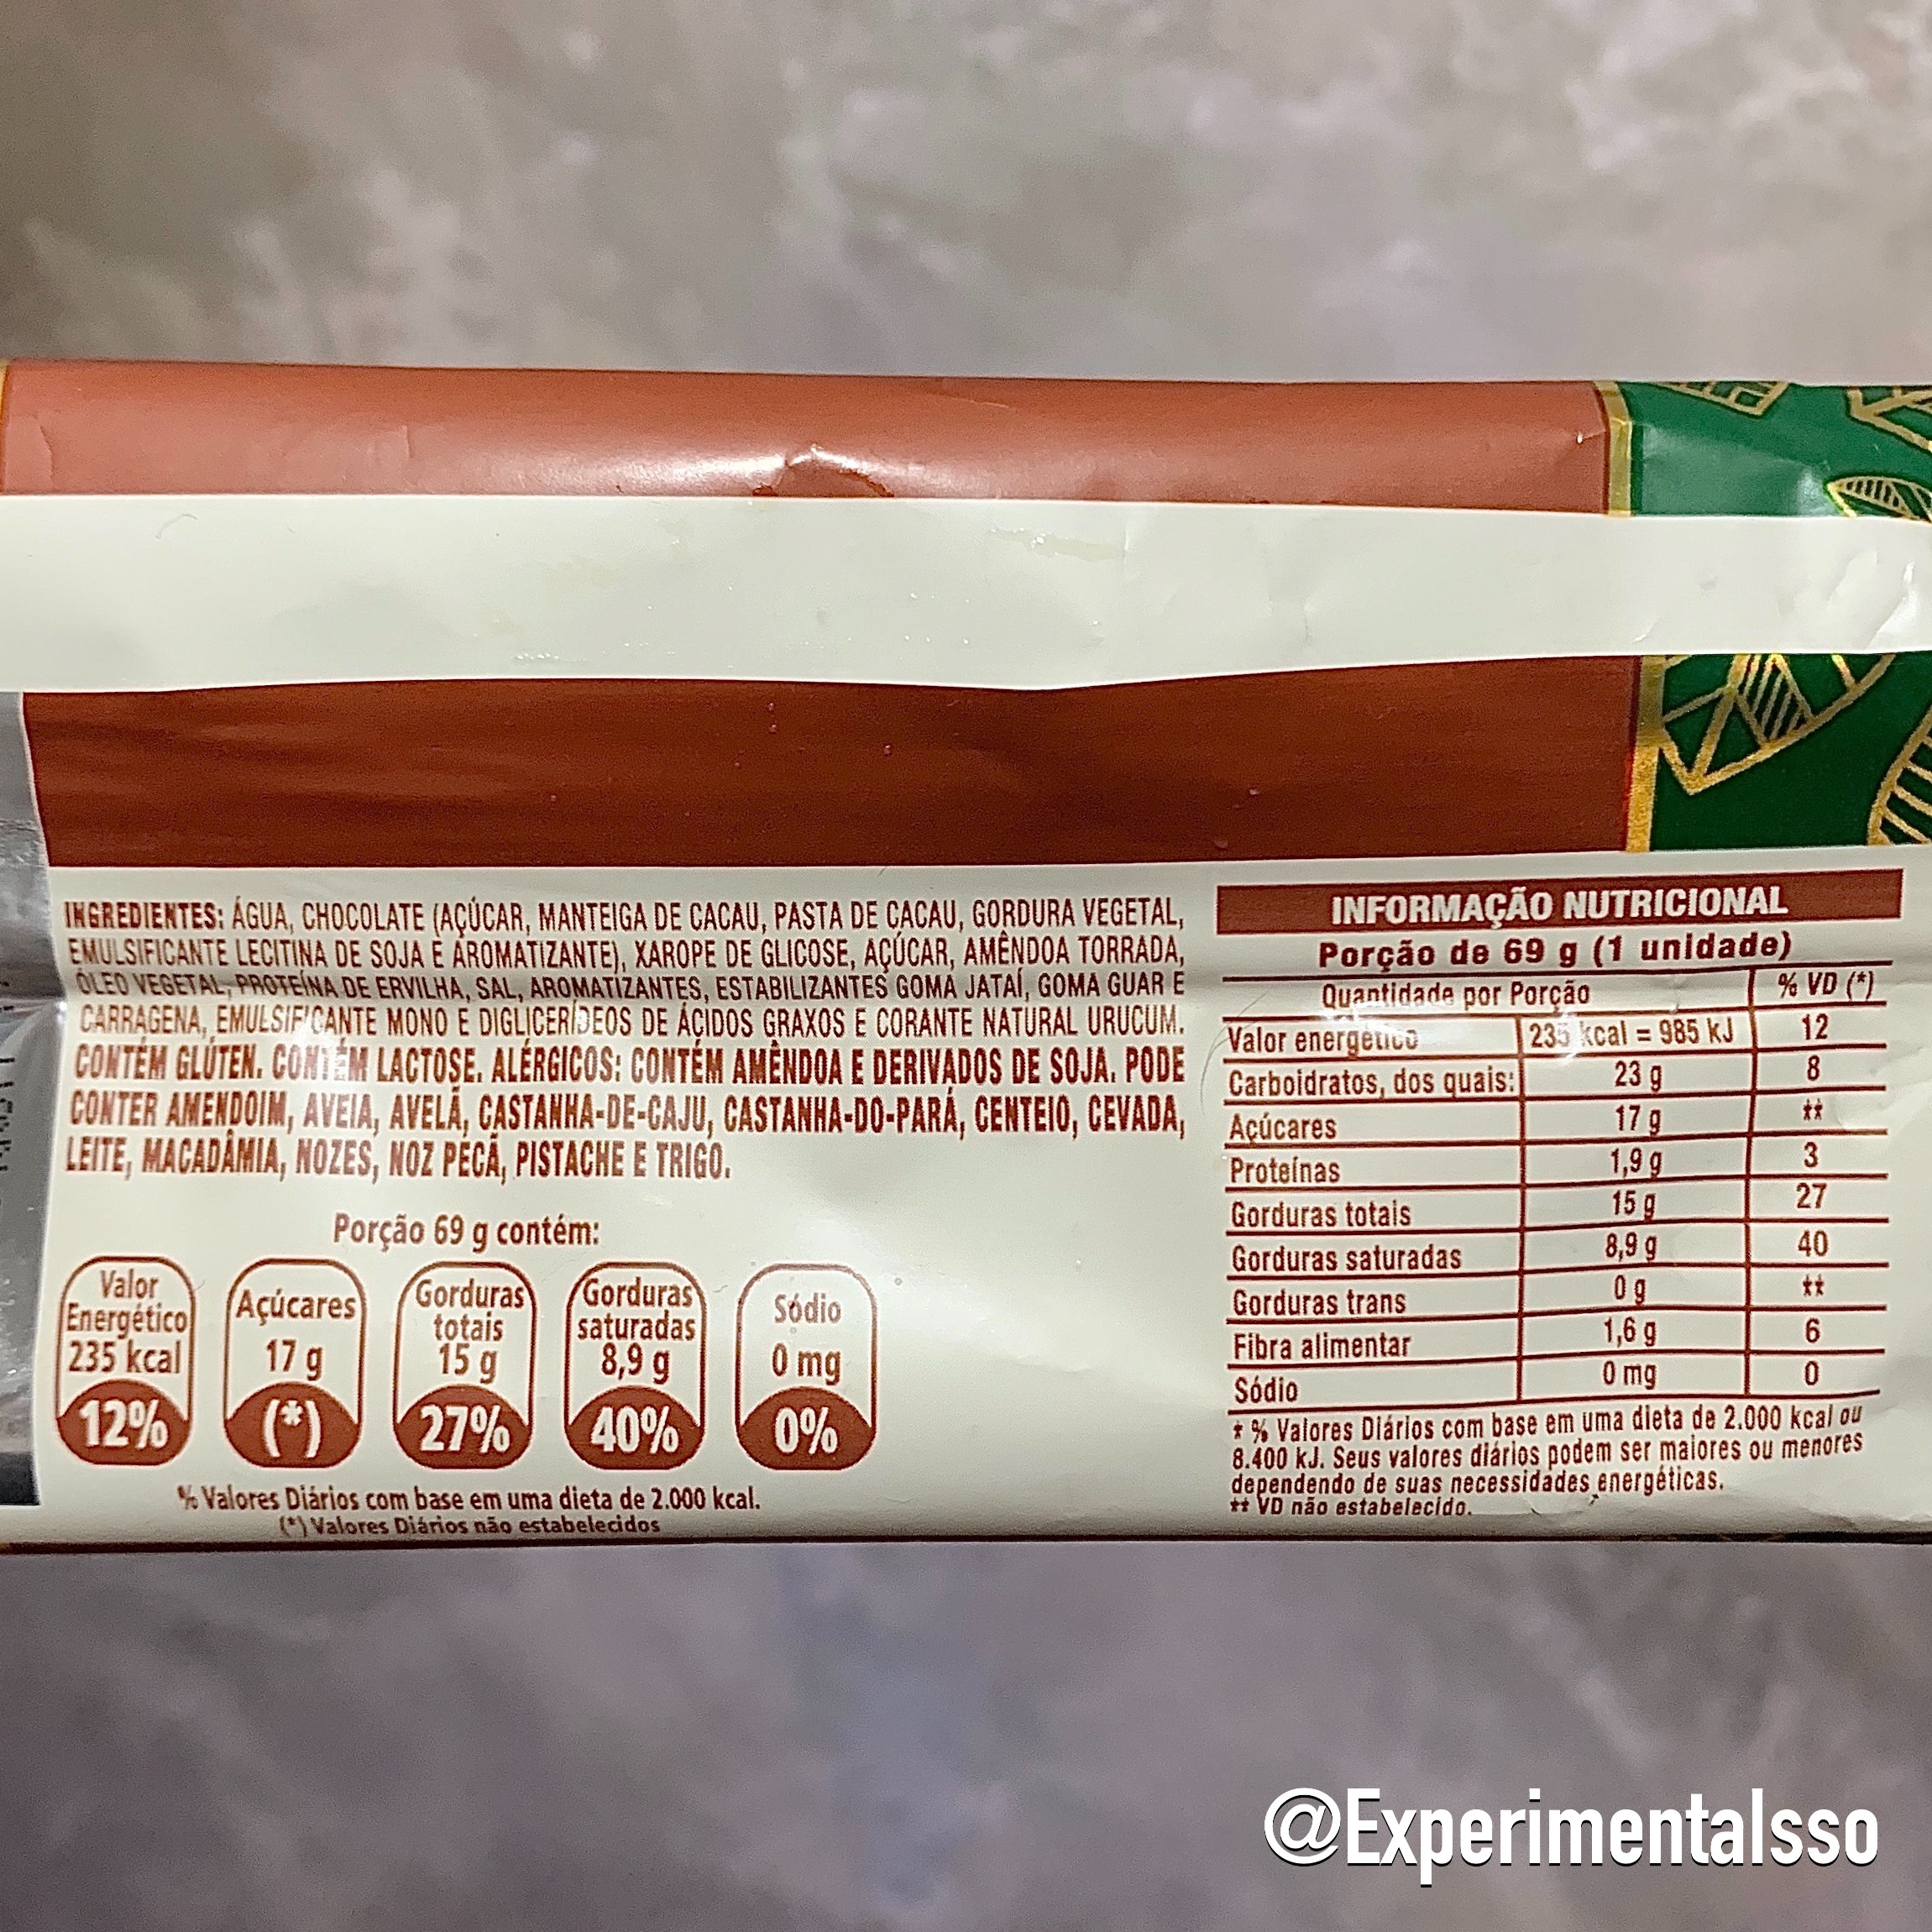 INGREDIENTES: ÁGUA, CHOCOLATE (AÇÚCAR, MANTEIGA DE CACAU, PASTA DE CACAU, GORDURA VEGETAL,
EMULSIFICANTE LECITINA DE SOJA E AROMATIZANTE), XAROPE DE GLICOSE, AÇÚCAR, AMÊNDOA TORRADA,
ÓLEO VEGETAL, PROTEÍNA DE ERVILHA, SAL, AROMATIZANTES, ESTABILIZANTES GOMA JATAÍ, GOMA GUAR E
CARRAGENA, EMULSIFICANTE MONO E DIGLICERÍDEOS DE ÁCIDOS GRAXOS E CORANTE NATURAL URUCUM.
CONTÉM GLÚTEN. CONTÉM LACTOSE. ALÉRGICOS: CONTÉM AMÊNDOA E DERIVADOS DE SOJA. PODE
CONTER AMENDOIM, AVEIA, AVELÃ, CASTANHA-DE-CAJU, CASTANHA-DO-PARÁ, CENTEIO, CEVADA,
LEITE, MACADÂMIA, NOZES, NOZ PECÃ, PISTACHE E TRIGO.
Porção 69 g contém:
Valor
Energético
235 kcal
12%
Açúcares
17 g
(*)
Gorduras
totais
15 g
27%
Gorduras
saturadas
8,9 g
40%
Sódio
0 mg
0%
% Valores Diários com base em uma dieta de 2.000 kcal.
(*) Valores Diários não estabelecidos
INFORMAÇÃO NUTRICIONAL
Porção de 69 g (1 unidade)
Quantidade por Porção % VD (*)
Valor energético 235 kcal = 985 kJ 12
Carboidratos, dos quais: 23 g 8
Açúcares 17 g **
Proteínas 1,9 g 3
Gorduras totais 15 g 27
Gorduras saturadas 8,9 g 40
Gorduras trans 0 g **
Fibra alimentar 1,6 g 6
Sódio 0 mg 0
* % Valores Diários com base em uma dieta de 2.000 kcal ou
8.400 kJ. Seus valores diários podem ser maiores ou menores
dependendo de suas necessidades energéticas.
** VD não estabelecido.
@Experimentalsso